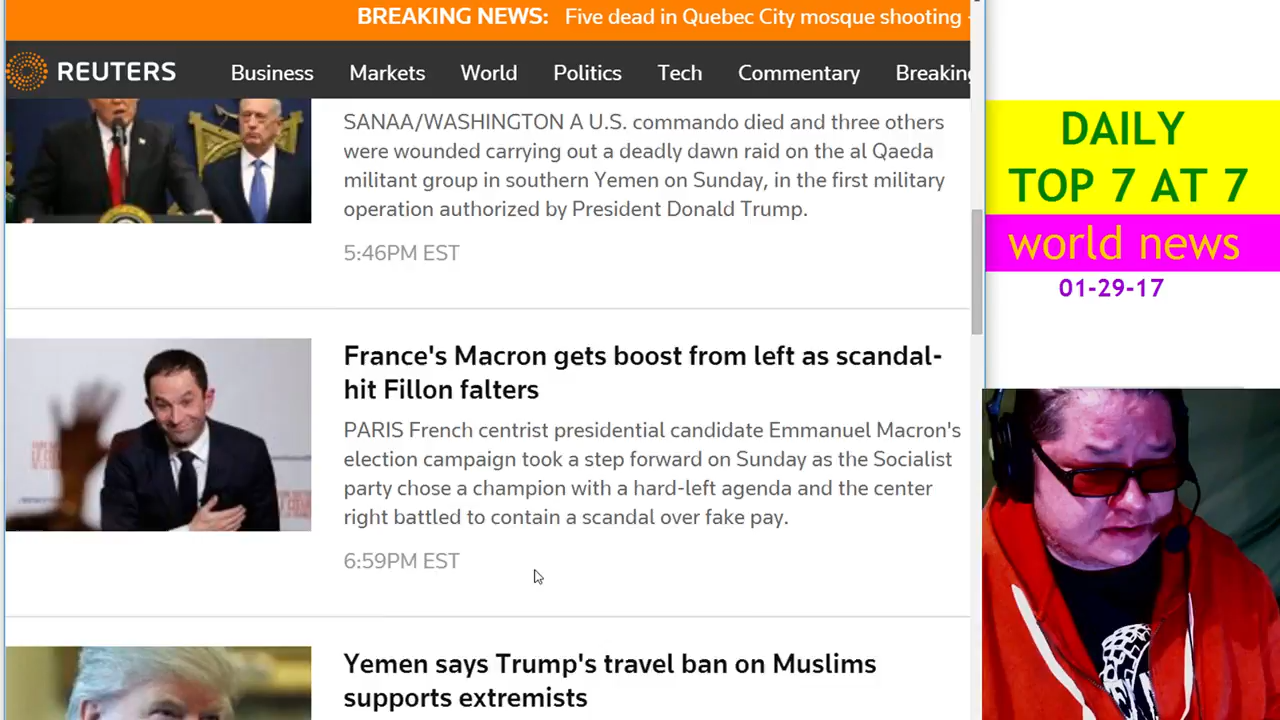 BREAKING NEWS: Five dead in Quebec City mosque shooting
REUTERS Business Markets World Politics Tech Commentary Breaking
SANAA/WASHINGTON A U.S. commando died and three others
were wounded carrying out a deadly dawn raid on the al Qaeda
militant group in southern Yemen on Sunday, in the first military
operation authorized by President Donald Trump.
5:46PM EST
France's Macron gets boost from left as scandal-
hit Fillon falters
PARIS French centrist presidential candidate Emmanuel Macron's
election campaign took a step forward on Sunday as the Socialist
party chose a champion with a hard-left agenda and the center
right battled to contain a scandal over fake pay.
6:59PM EST
Yemen says Trump's travel ban on Muslims
supports extremists
DAILY
TOP 7 AT 7
world news
01-29-17